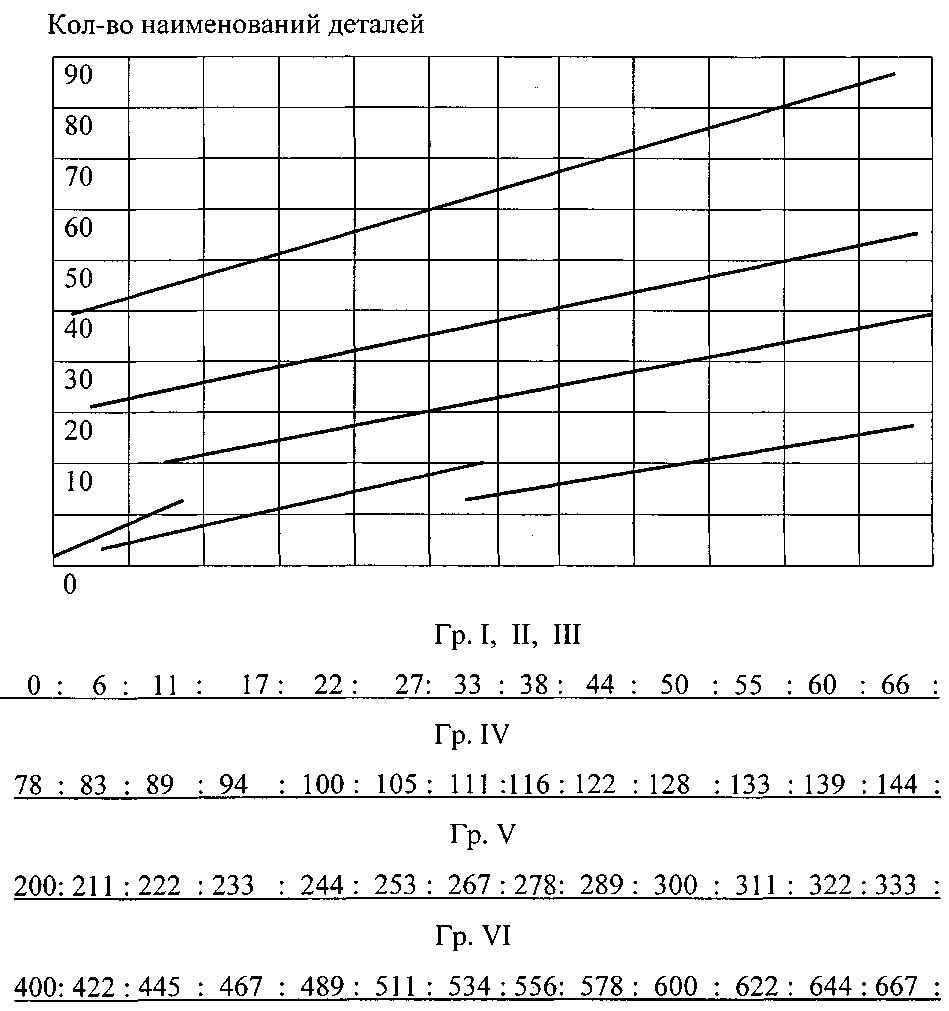 Кол-во наименований деталей
90
80
70
60
50
40
30
20
10
0
Гр. I, II, III
0 : 6 : 11 : 17 : 22 : 27: 33 : 38 : 44 : 50 : 55 : 60 : 66 :
Гр. IV
78 : 83 : 89 : 94 : 100 : 105 : 111 :116 : 122 : 128 : 133 : 139 : 144 :
Гр. V
200: 211 : 222 : 233 : 244 : 253 : 267 : 278: 289 : 300 : 311 : 322 : 333 :
Гр. VI
400: 422 : 445 : 467 : 489 : 511 : 534 : 556: 578 : 600 : 622 : 644 : 667 :